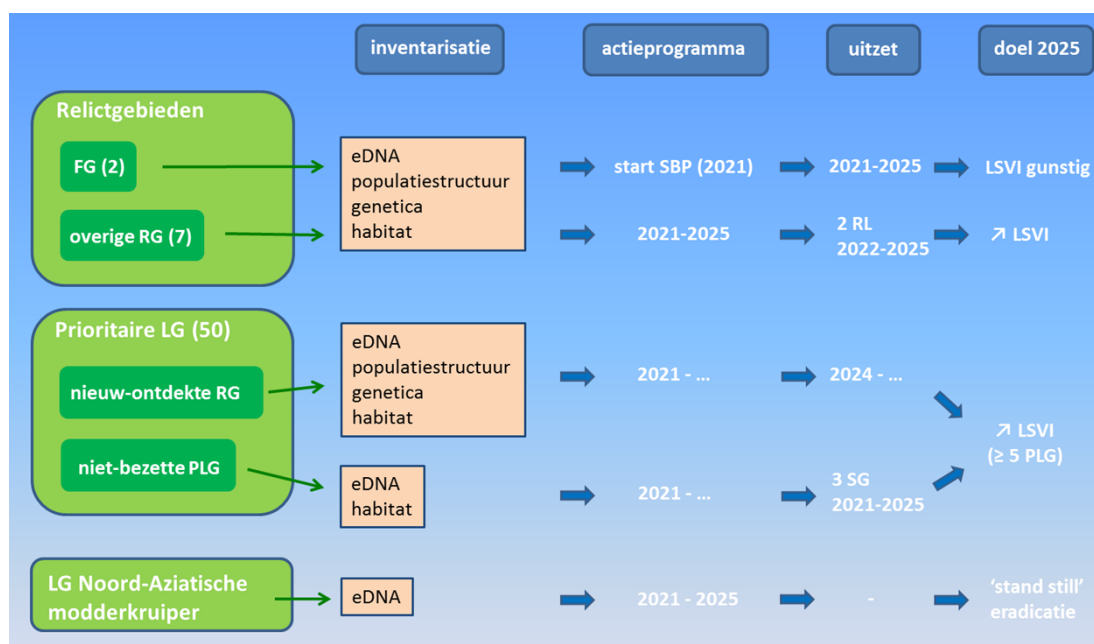 inventarisatie
actieprogramma
uitzet
doel 2025
Relictgebieden
FG (2)
overige RG (7)
eDNA
populatiestructuur
genetica
habitat
start SBP (2021)
2021-2025
LSVI gunstig
2021-2025
2 RL
2022-2025
↗ LSVI
Prioritaire LG (50)
nieuw-ontdekte RG
niet-bezette PLG
eDNA
populatiestructuur
genetica
habitat
2021 - ...
2024 - ...
eDNA
habitat
2021 - ...
3 SG
2021-2025
↗ LSVI
(≥ 5 PLG)
LG Noord-Aziatische
modderkruiper
eDNA
2021 - 2025
-
‘stand still’
eradicatie